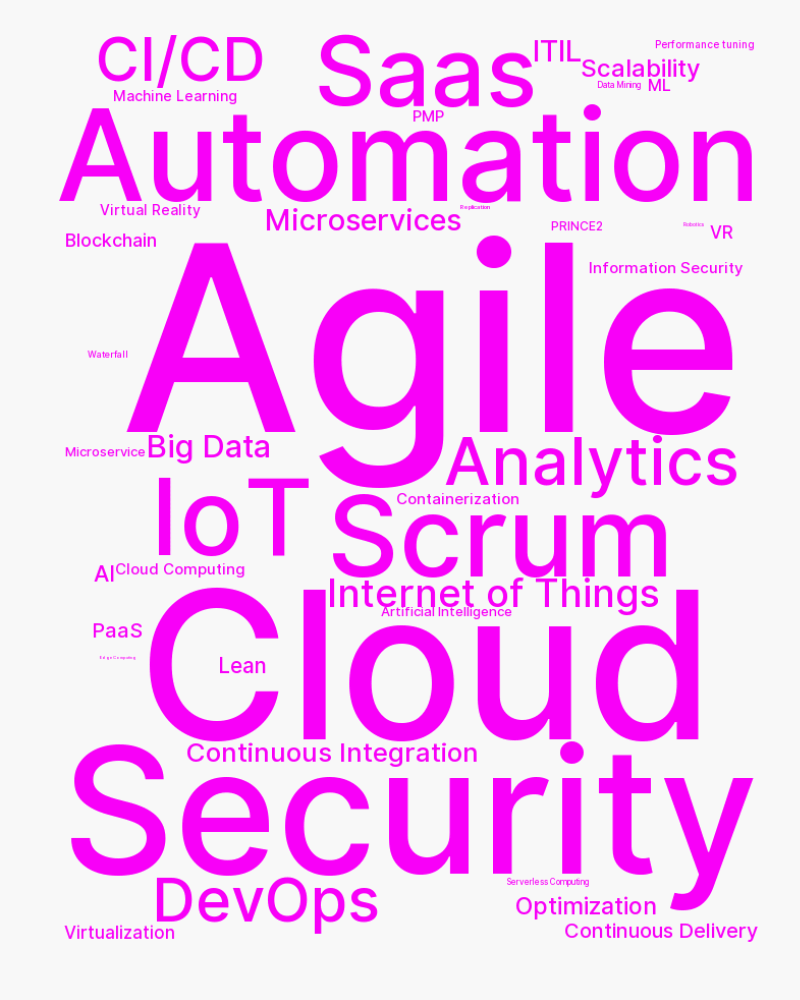 CI/CD
Saas
ITIL
Performance tuning
Scalability
Data Mining
ML
Machine Learning
PMP
Automation
Virtual Reality
Microservices
Replication
PRINCE2
Robotics
VR
Blockchain
Information Security
Agile
Waterfall
Microservice
Big Data
Analytics
IoT
Containerization
Scrum
AI
Cloud Computing
Internet of Things
Artificial Intelligence
PaaS
Edge Computing
Lean
Cloud
Continuous Integration
Security
DevOps
Serverless Computing
Optimization
Virtualization
Continuous Delivery